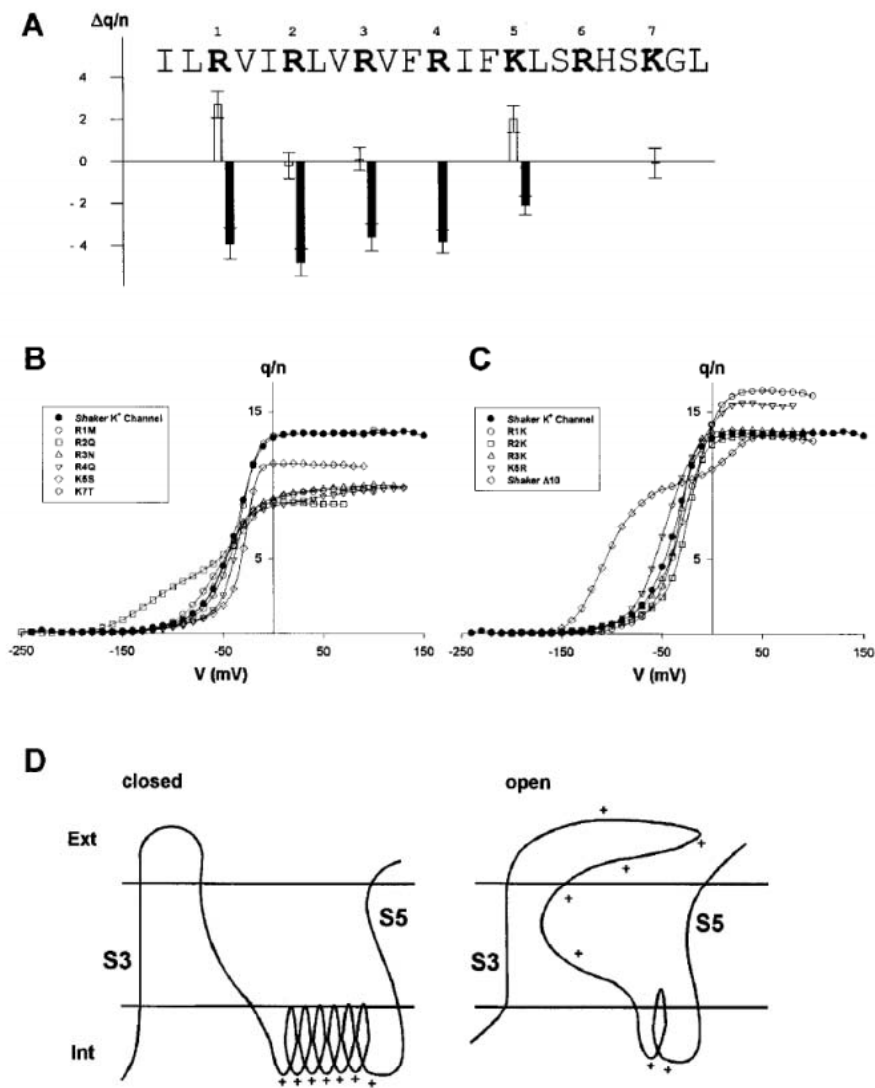 A
Δq/n
1 2 3 4 5 6 7
ILRVIRLVRVFRIFKLSRHSKGL
4
2
0
- 2
- 4
B
q/n
15
5
Shaker K+ Channel
R1M
R2Q
R3N
R4Q
K5S
K7T
-250
-150
-50
50
150
V (mV)
C
q/n
15
5
Shaker K+ Channel
R1K
R2K
R3K
K5R
Shaker Δ10
-250
-150
-50
50
150
V (mV)
D
closed
open
Ext
S3
S5
Int
+ + + + + + +
S3
S5
+
+
+
+
+
+ +